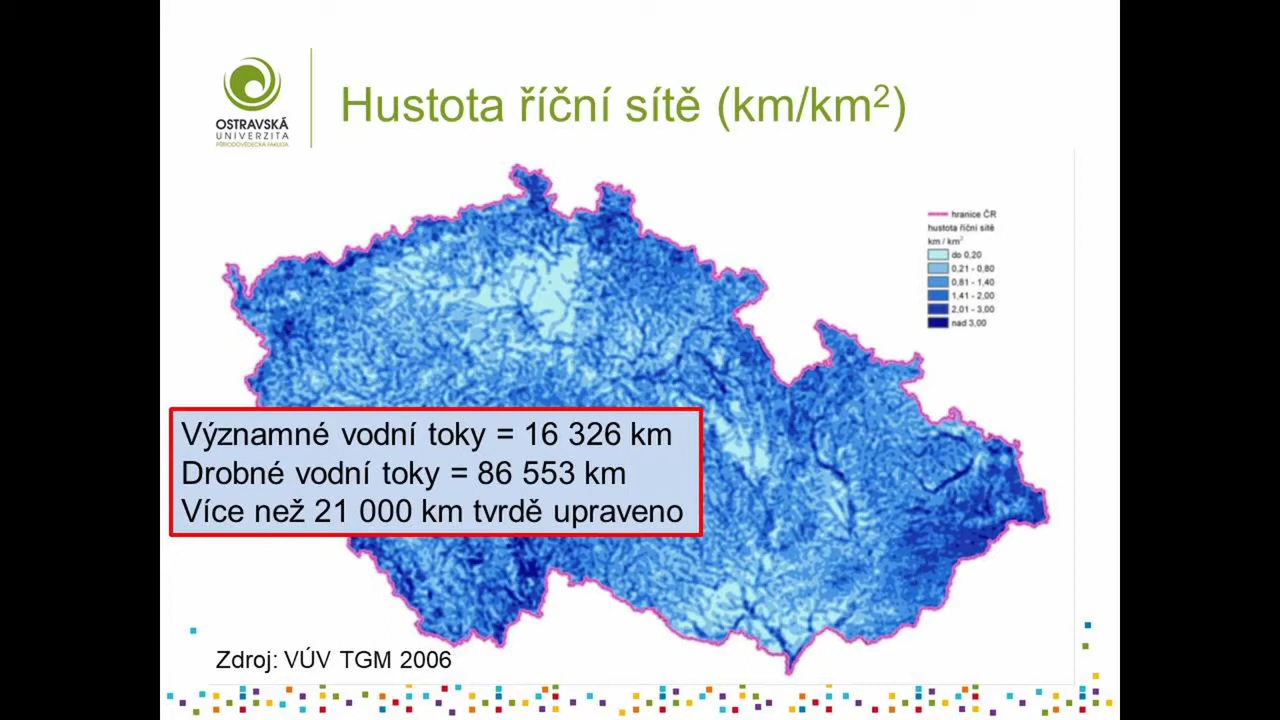 OSTRAVSKÁ
UNIVERZITA
PŘÍRODOVĚDECKÁ FAKULTA
Hustota říční sítě (km/km²)
hranice ČR
hustota říční sítě
km / km²
do 0,20
0,21 - 0,80
0,81 - 1,40
1,41 - 2,00
2,01 - 3,00
nad 3,00
Významné vodní toky = 16 326 km
Drobné vodní toky = 86 553 km
Více než 21 000 km tvrdě upraveno
Zdroj: VÚV TGM 2006